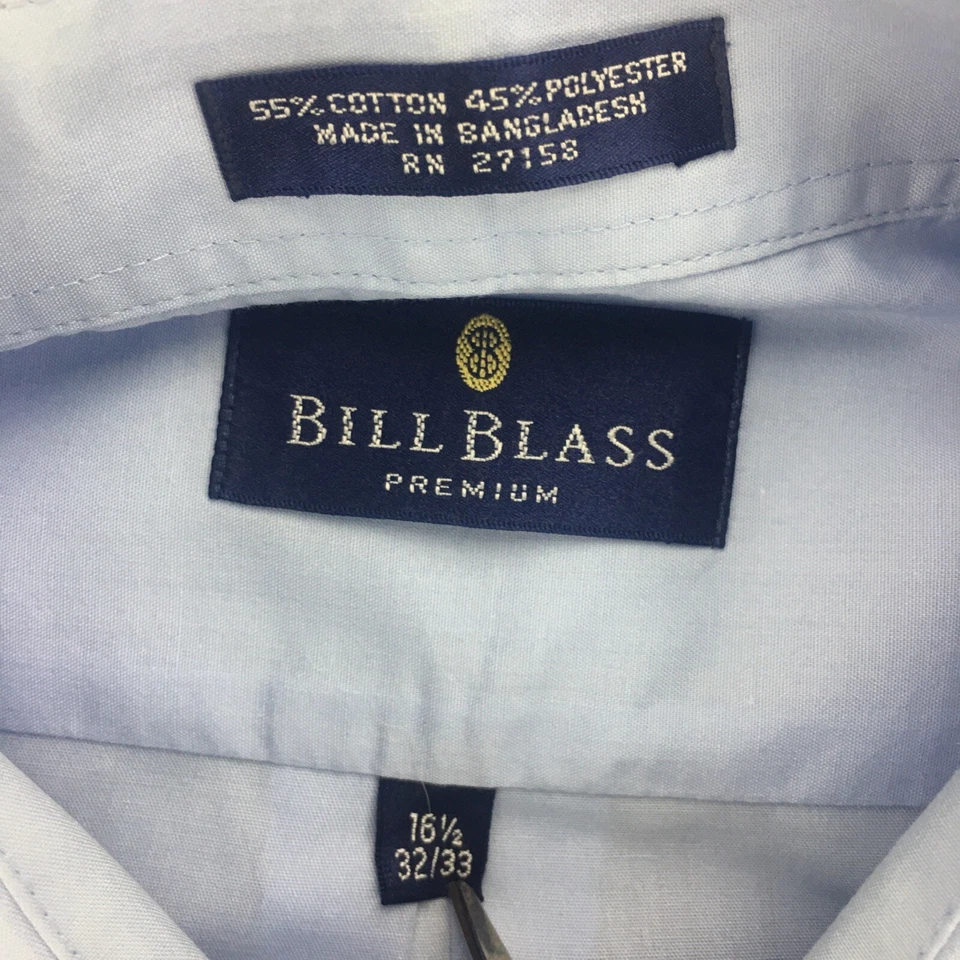 55% COTTON 45% POLYESTER
MADE IN BANGLADESH
RN 27158
BILL BLASS
PREMIUM
16½
32/33